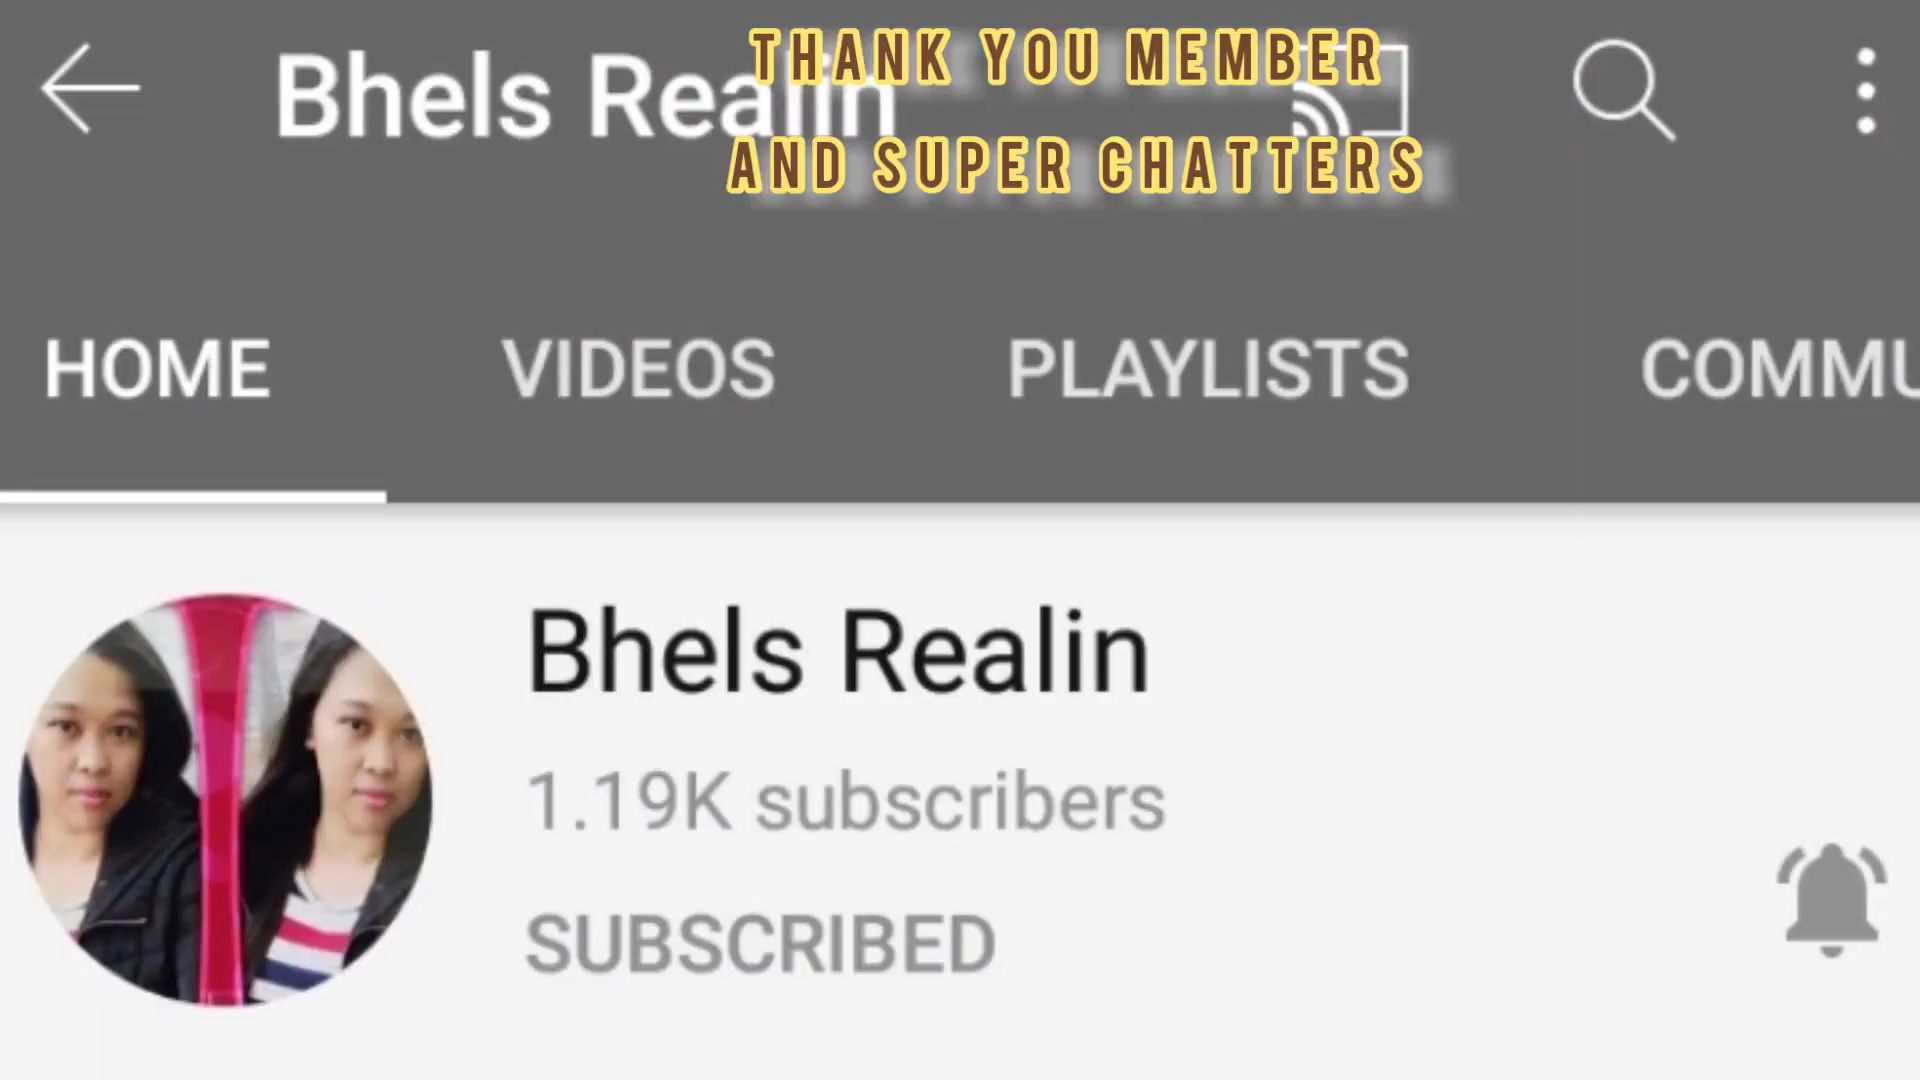 THANK YOU MEMBER
Bhels Realin
AND SUPER CHATTERS
HOME VIDEOS PLAYLISTS COMMU
Bhels Realin
1.19K subscribers
SUBSCRIBED